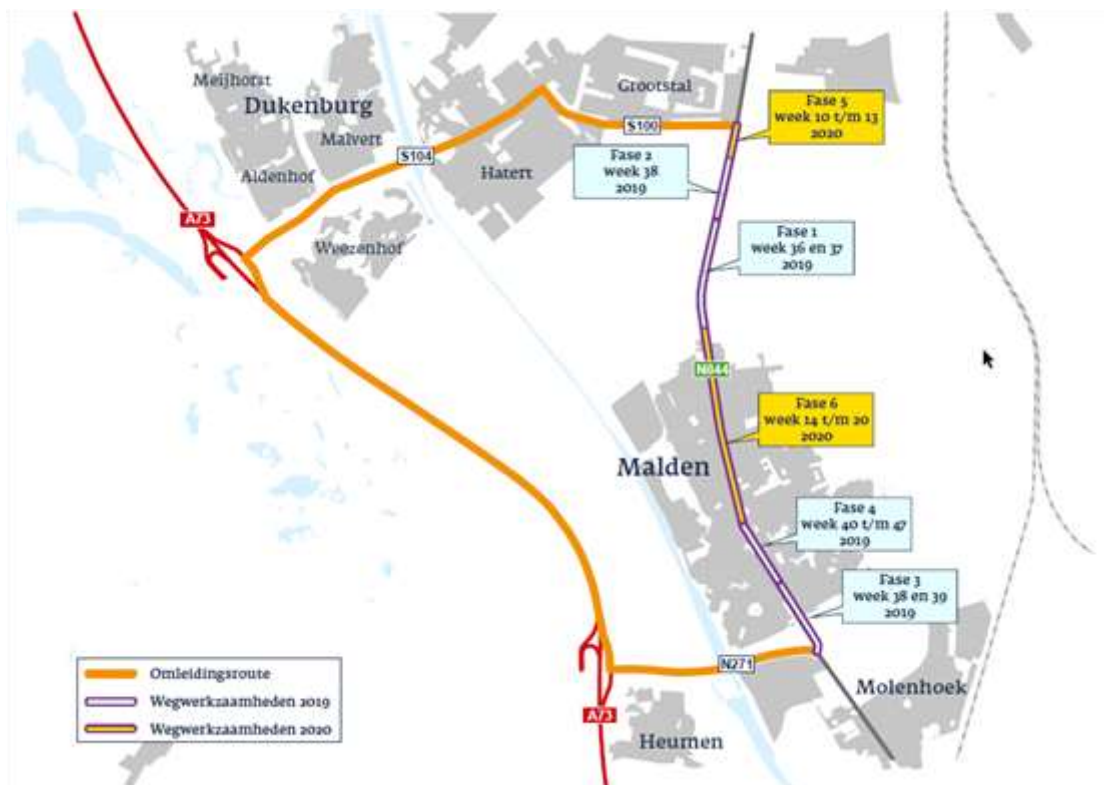 Meijhorst
Dukenburg
Malvert
Aldenhof
S104
Hatert
Weezenhof
A73
Grootstal
S100
Fase 5
week 10 t/m 13
2020
Fase 2
week 38
2019
Fase 1
week 36 en 37
2019
N844
Fase 6
week 14 t/m 20
2020
Malden
Fase 4
week 40 t/m 47
2019
Fase 3
week 38 en 39
2019
N271
Molenhoek
A73
Heumen
Omleidingsroute
Wegwerkzaamheden 2019
Wegwerkzaamheden 2020